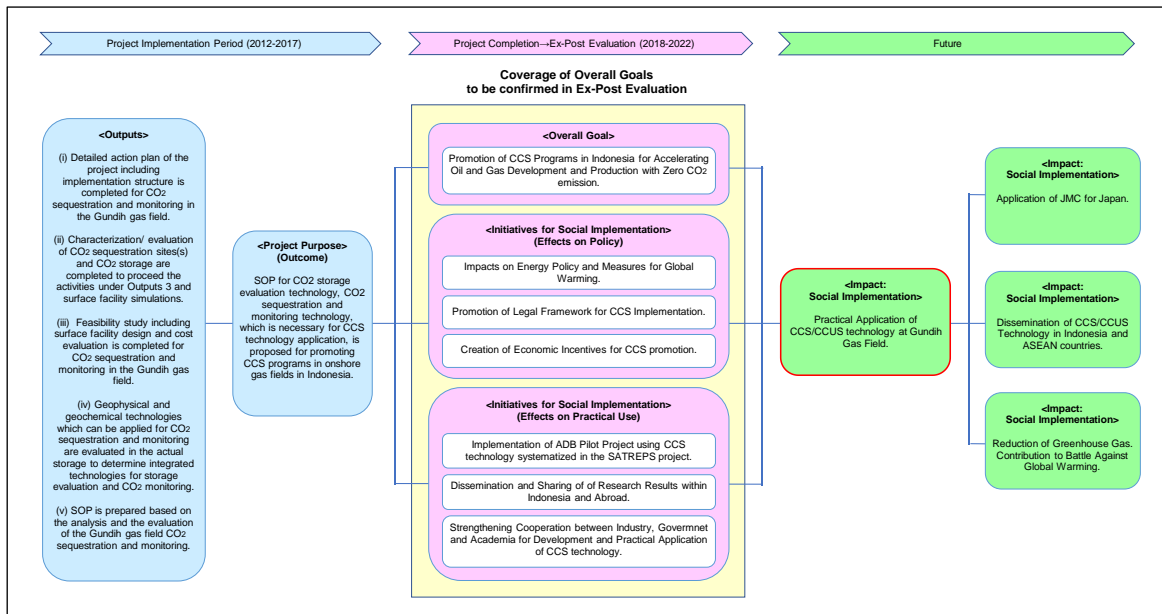 Project Implementation Period (2012-2017)
Project Completion→Ex-Post Evaluation (2018-2022)
Future
Coverage of Overall Goals
to be confirmed in Ex-Post Evaluation
<Outputs>
(i) Detailed action plan of the
project including
implementation structure is
completed for CO2
sequestration and monitoring in
the Gundih gas field.
(ii) Characterization/ evaluation
of CO2 sequestration sites(s)
and CO2 storage are
completed to proceed the
activities under Outputs 3 and
surface facility simulations.
(iii) Feasibility study including
surface facility design and cost
evaluation is completed for
CO2 sequestration and
monitoring in the Gundih gas
field.
(iv) Geophysical and
geochemical technologies
which can be applied for CO2
sequestration and monitoring
are evaluated in the actual
storage to determine integrated
technologies for storage
evaluation and CO2 monitoring.
(v) SOP is prepared based on
the analysis and the evaluation
of the Gundih gas field CO2
sequestration and monitoring.
<Project Purpose>
(Outcome)
SOP for CO2 storage
evaluation technology, CO2
sequestration and
monitoring technology,
which is necessary for CCS
technology application, is
proposed for promoting
CCS programs in onshore
gas fields in Indonesia.
<Overall Goal>
Promotion of CCS Programs in Indonesia for Accelerating
Oil and Gas Development and Production with Zero CO2
emission.
<Initiatives for Social Implementation>
(Effects on Policy)
Impacts on Energy Policy and Measures for Global
Warming.
Promotion of Legal Framework for CCS Implementation.
Creation of Economic Incentives for CCS promotion.
<Initiatives for Social Implementation>
(Effects on Practical Use)
Implementation of ADB Pilot Project using CCS
technology systematized in the SATREPS project.
Dissemination and Sharing of of Research Results within
Indonesia and Abroad.
Strengthening Cooperation between Industry, Govermnet
and Academia for Development and Practical Application
of CCS technology.
<Impact:
Social Implementation>
Practical Application of
CCS/CCUS technology at Gundih
Gas Field.
<Impact:
Social Implementation>
Application of JMC for Japan.
<Impact:
Social Implementation>
Dissemination of CCS/CCUS
Technology in Indonesia and
ASEAN countries.
<Impact:
Social Implementation>
Reduction of Greenhouse Gas.
Contribution to Battle Against
Global Warming.